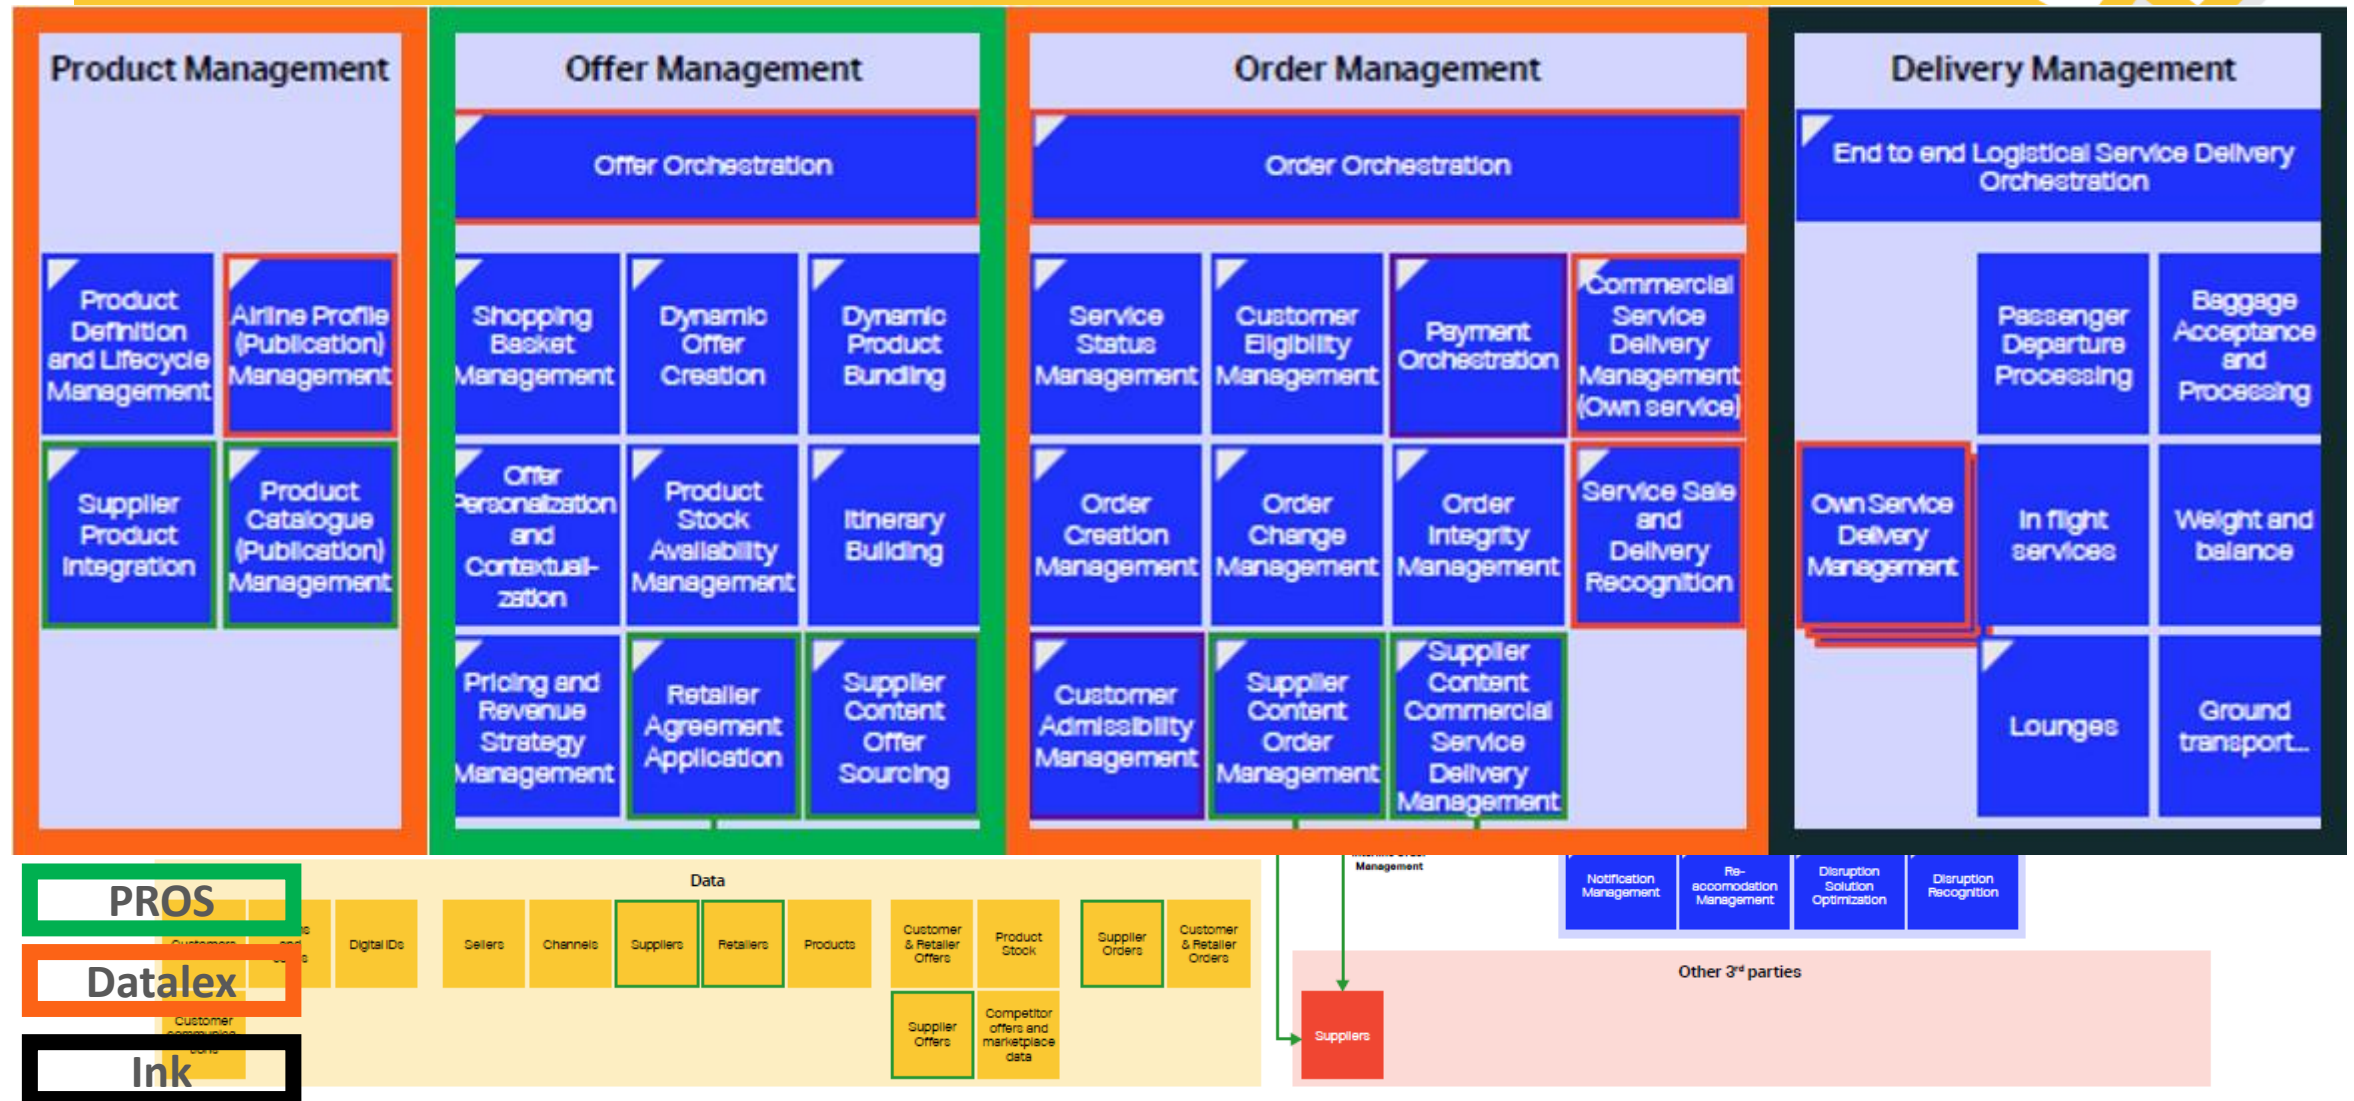 Product Management
Product
Definition
and Lifecycle
Management
Airline Profile
(Publication)
Management
Supplier
Product
Integration
Product
Catalogue
(Publication)
Management
Offer Management
Offer Orchestration
Shopping
Basket
Management
Dynamic
Offer
Creation
Dynamic
Product
Bundling
Offer
Personalization
and
Contextuali-
zation
Product
Stock
Availability
Management
Itinerary
Building
Pricing and
Revenue
Strategy
Management
Retailer
Agreement
Application
Supplier
Content
Offer
Sourcing
Order Management
Order Orchestration
Service
Status
Management
Customer
Eligibility
Management
Payment
Orchestration
Commercial
Service
Delivery
Management
(Own service)
Order
Creation
Management
Order
Change
Management
Order
Integrity
Management
Service Sale
and
Delivery
Recognition
Customer
Admissibility
Management
Supplier
Content
Order
Management
Supplier
Content
Commercial
Service
Delivery
Management
Delivery Management
End to end Logistical Service Delivery
Orchestration
Passenger
Departure
Processing
Baggage
Acceptance
and
Processing
Own Service
Delivery
Management
In flight
services
Weight and
balance
Lounges
Ground
transport...
PROS
Datalex
Ink
Data
Customers
and
Digital IDs
Sellers
Channels
Suppliers
Retailers
Products
Customer
& Retailer
Offers
Product
Stock
Supplier
Orders
Customer
& Retailer
Orders
Customer
tions
Supplier
Offers
Competitor
offers and
marketplace
data
Management
Notification
Management
Re-
accomodation
Management
Disruption
Solution
Optimization
Disruption
Recognition
Other 3rd parties
Suppliers